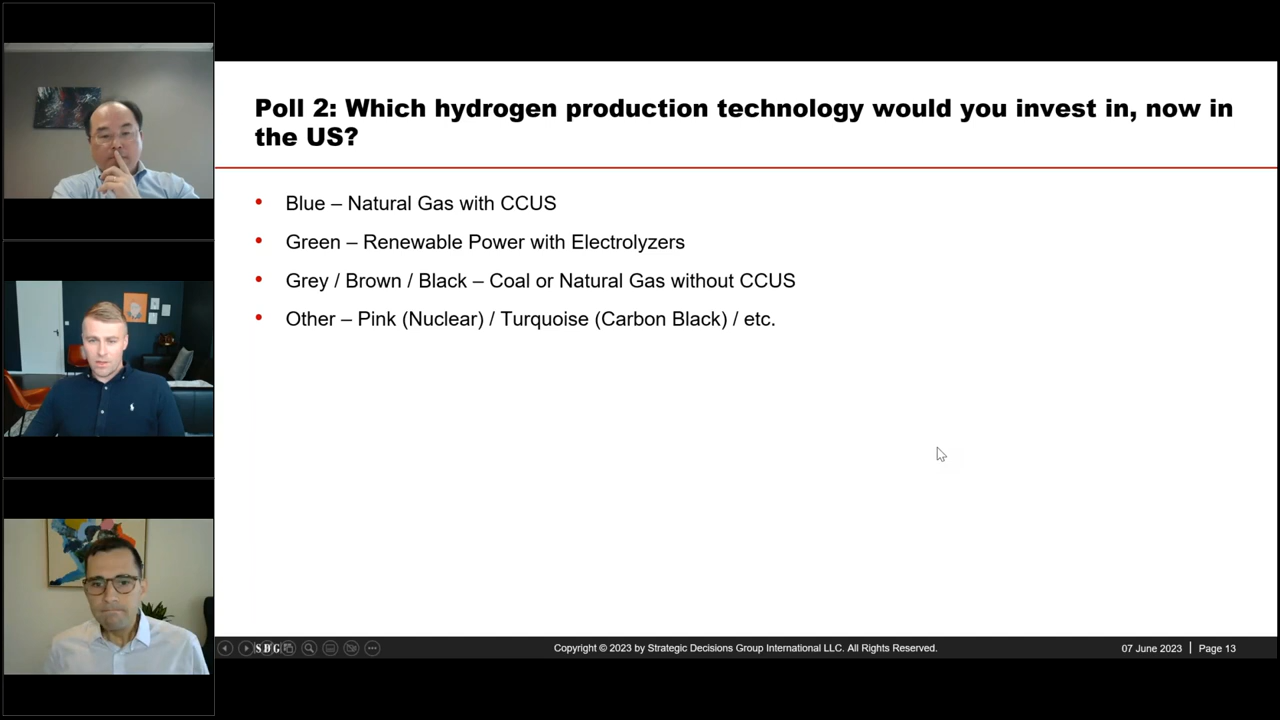 Poll 2: Which hydrogen production technology would you invest in, now in
the US?
• Blue – Natural Gas with CCUS
• Green – Renewable Power with Electrolyzers
• Grey / Brown / Black – Coal or Natural Gas without CCUS
• Other – Pink (Nuclear) / Turquoise (Carbon Black) / etc.
SDG
Copyright © 2023 by Strategic Decisions Group International LLC. All Rights Reserved.
07 June 2023 | Page 13